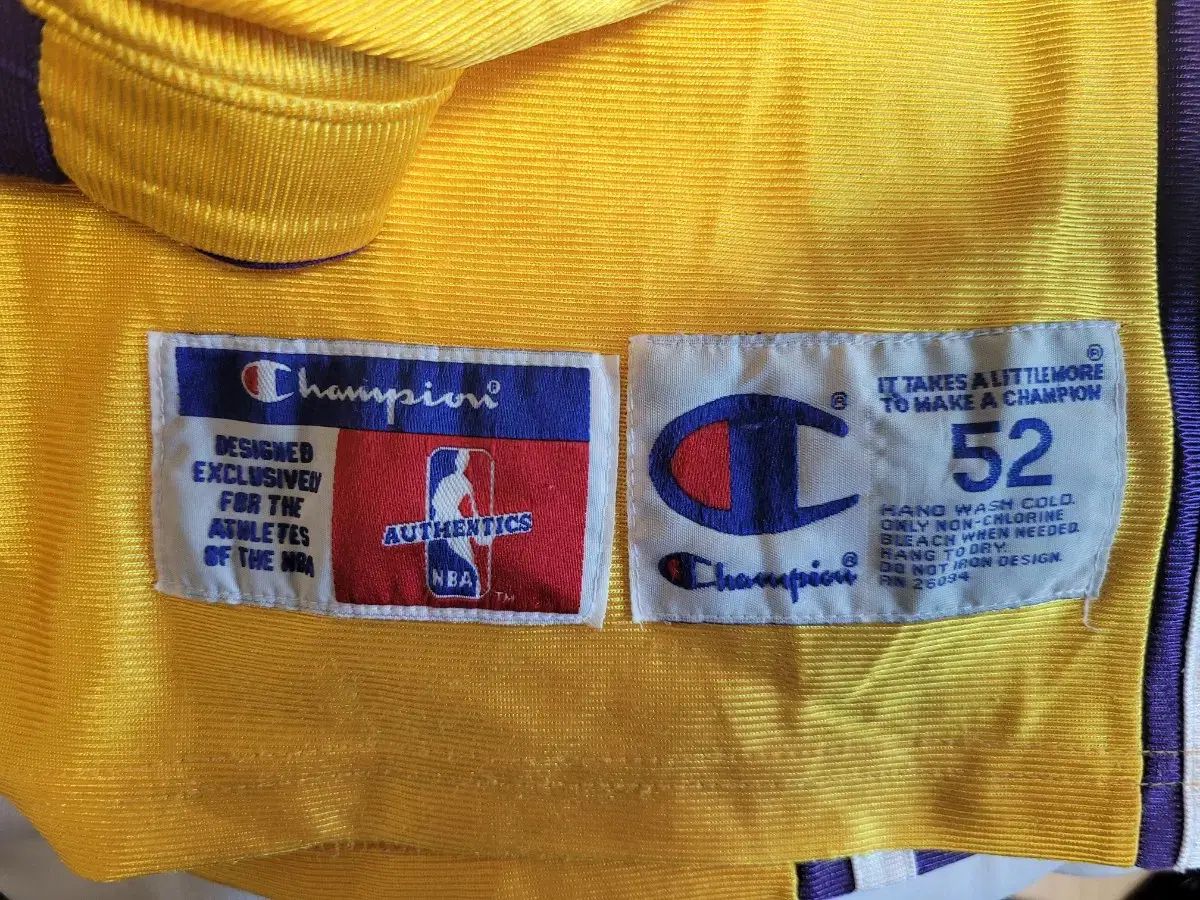 Champion®
DESIGNED
EXCLUSIVELY
FOR THE
ATHLETES
OF THE NBA
AUTHENTICS
NBA
TM
®
®
IT TAKES A LITTLE MORE
TO MAKE A CHAMPION
52
HAND WASH COLD.
ONLY NON-CHLORINE
BLEACH WHEN NEEDED.
HANG TO DRY.
DO NOT IRON DESIGN.
RN 26094
Champion®